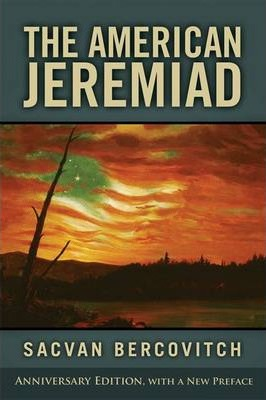 THE AMERICAN
JEREMIAD
SACVAN BERCOVITCH
ANNIVERSARY EDITION, WITH A NEW PREFACE